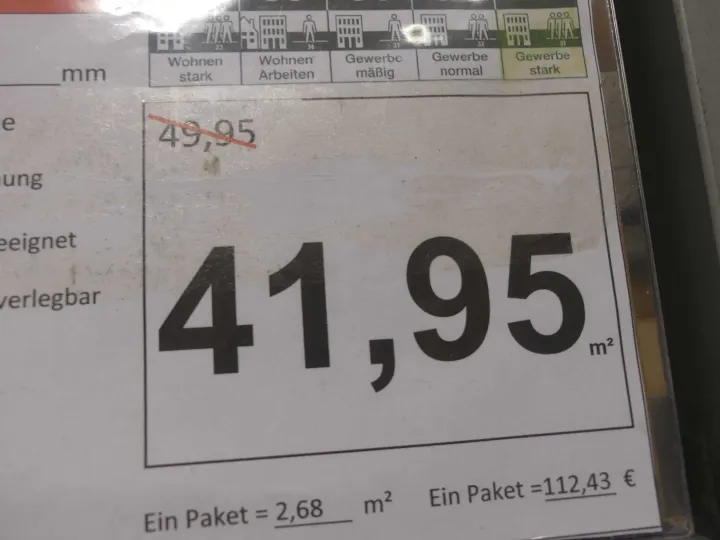 Wohnen stark
Wohnen Arbeiten
Gewerbe mäßig
Gewerbe normal
Gewerbe stark
mm
49,95
eeignet
verlegbar
41,95 m²
Ein Paket = 2,68 m²
Ein Paket =112,43 €